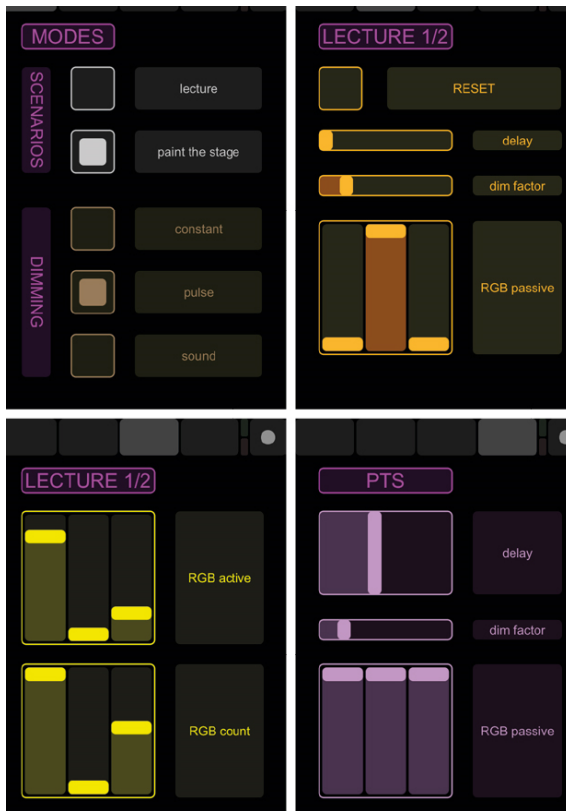 MODES
SCENARIOS
lecture
paint the stage
DIMMING
constant
pulse
sound
LECTURE 1/2
RESET
delay
dim factor
RGB passive
LECTURE 1/2
RGB active
RGB count
PTS
delay
dim factor
RGB passive